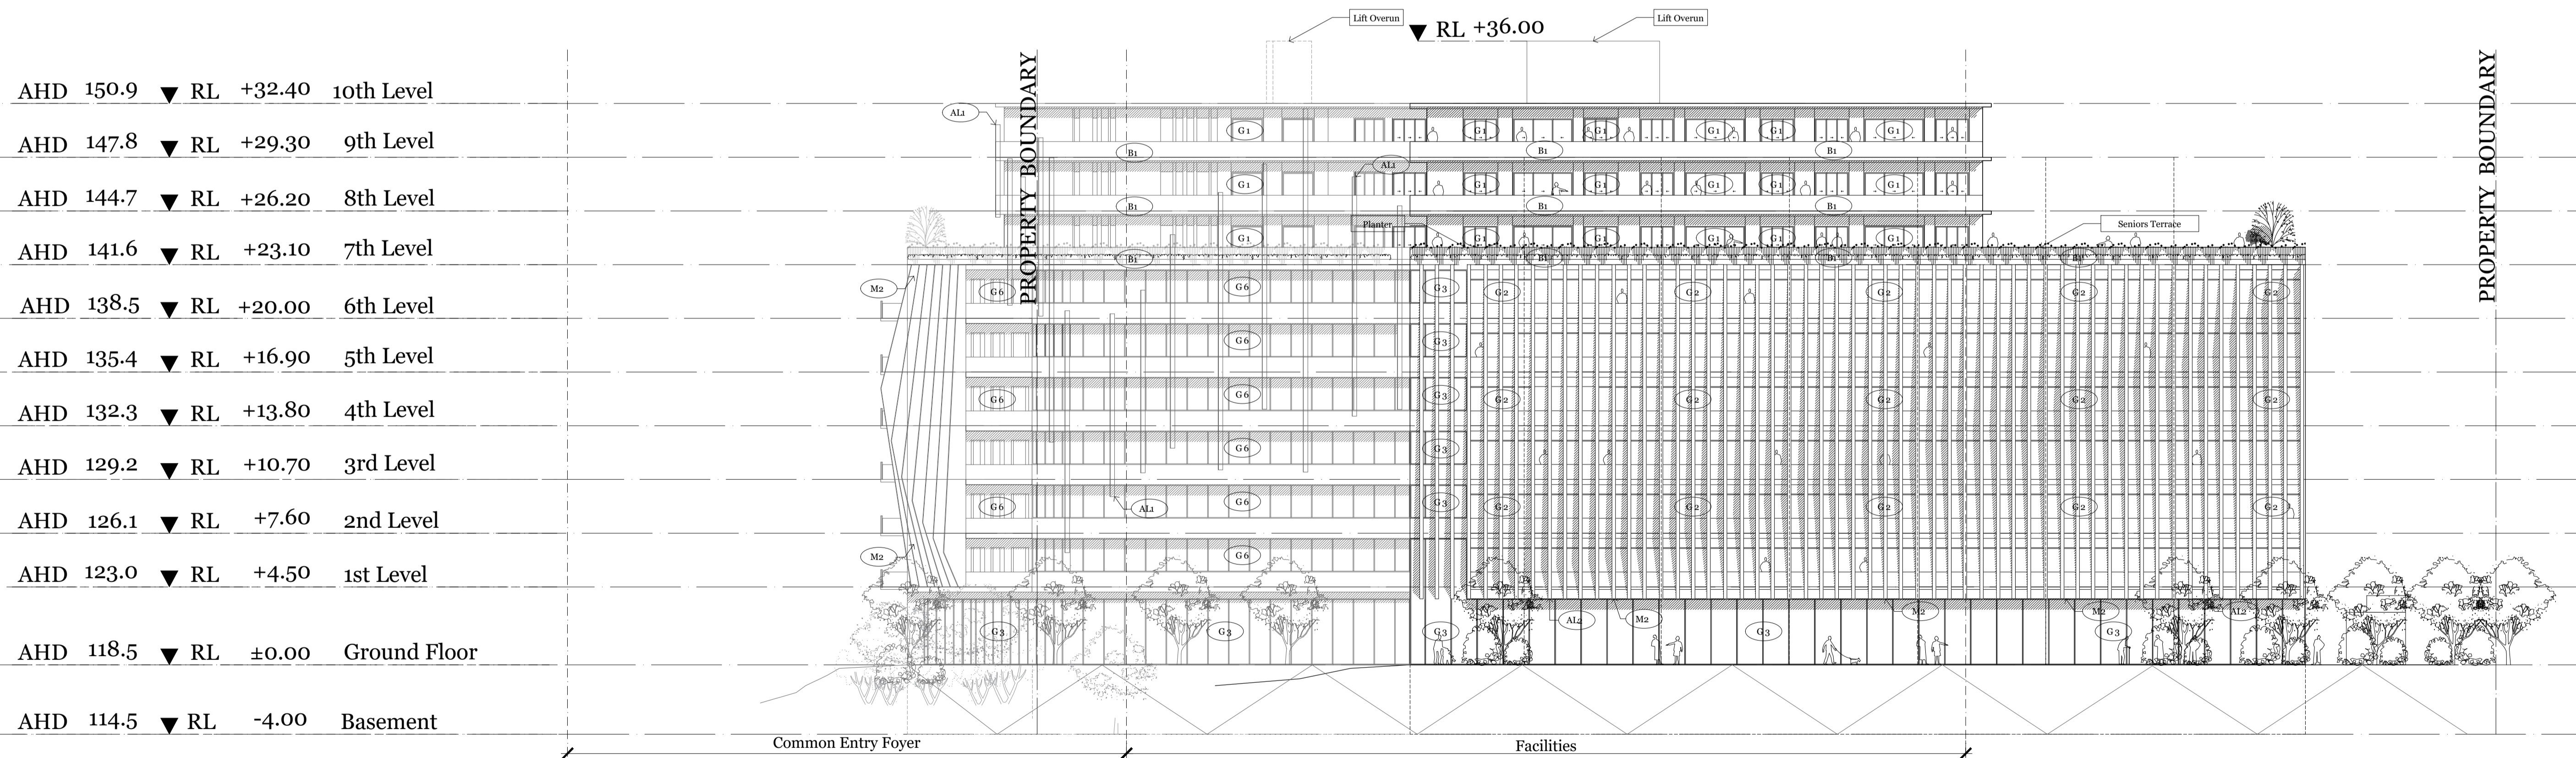 Lift Overun
RL +36.00
Lift Overun
PROPERTY BOUNDARY
PROPERTY BOUNDARY
AHD 150.9 ▼ RL +32.40 10th Level
AL1
G1 G1 G1 G1 G1 G1
AHD 147.8 ▼ RL +29.30 9th Level
B1 B1 B1
AL1
G1 G1 G1 G1 G1 G1
AHD 144.7 ▼ RL +26.20 8th Level
B1 B1 B1
Planter
Seniors Terrace
G1 G1 G1 G1 G1
AHD 141.6 ▼ RL +23.10 7th Level
B1 B1 B1 B1
M2
G6 G6 G3 G2 G2 G2 G2 G2
AHD 138.5 ▼ RL +20.00 6th Level
G6 G3
AHD 135.4 ▼ RL +16.90 5th Level
G6 G6 G3 G2 G2 G2 G2 G2
AHD 132.3 ▼ RL +13.80 4th Level
G6 G3
AHD 129.2 ▼ RL +10.70 3rd Level
G6 G6 G3 G2 G2 G2 G2 G2
AL1
AHD 126.1 ▼ RL +7.60 2nd Level
M2
G6
AHD 123.0 ▼ RL +4.50 1st Level
AL2 M2 M2 M2 AL2
G3 G3 G3 G3 G3
AHD 118.5 ▼ RL ±0.00 Ground Floor
AHD 114.5 ▼ RL -4.00 Basement
Common Entry Foyer
Facilities